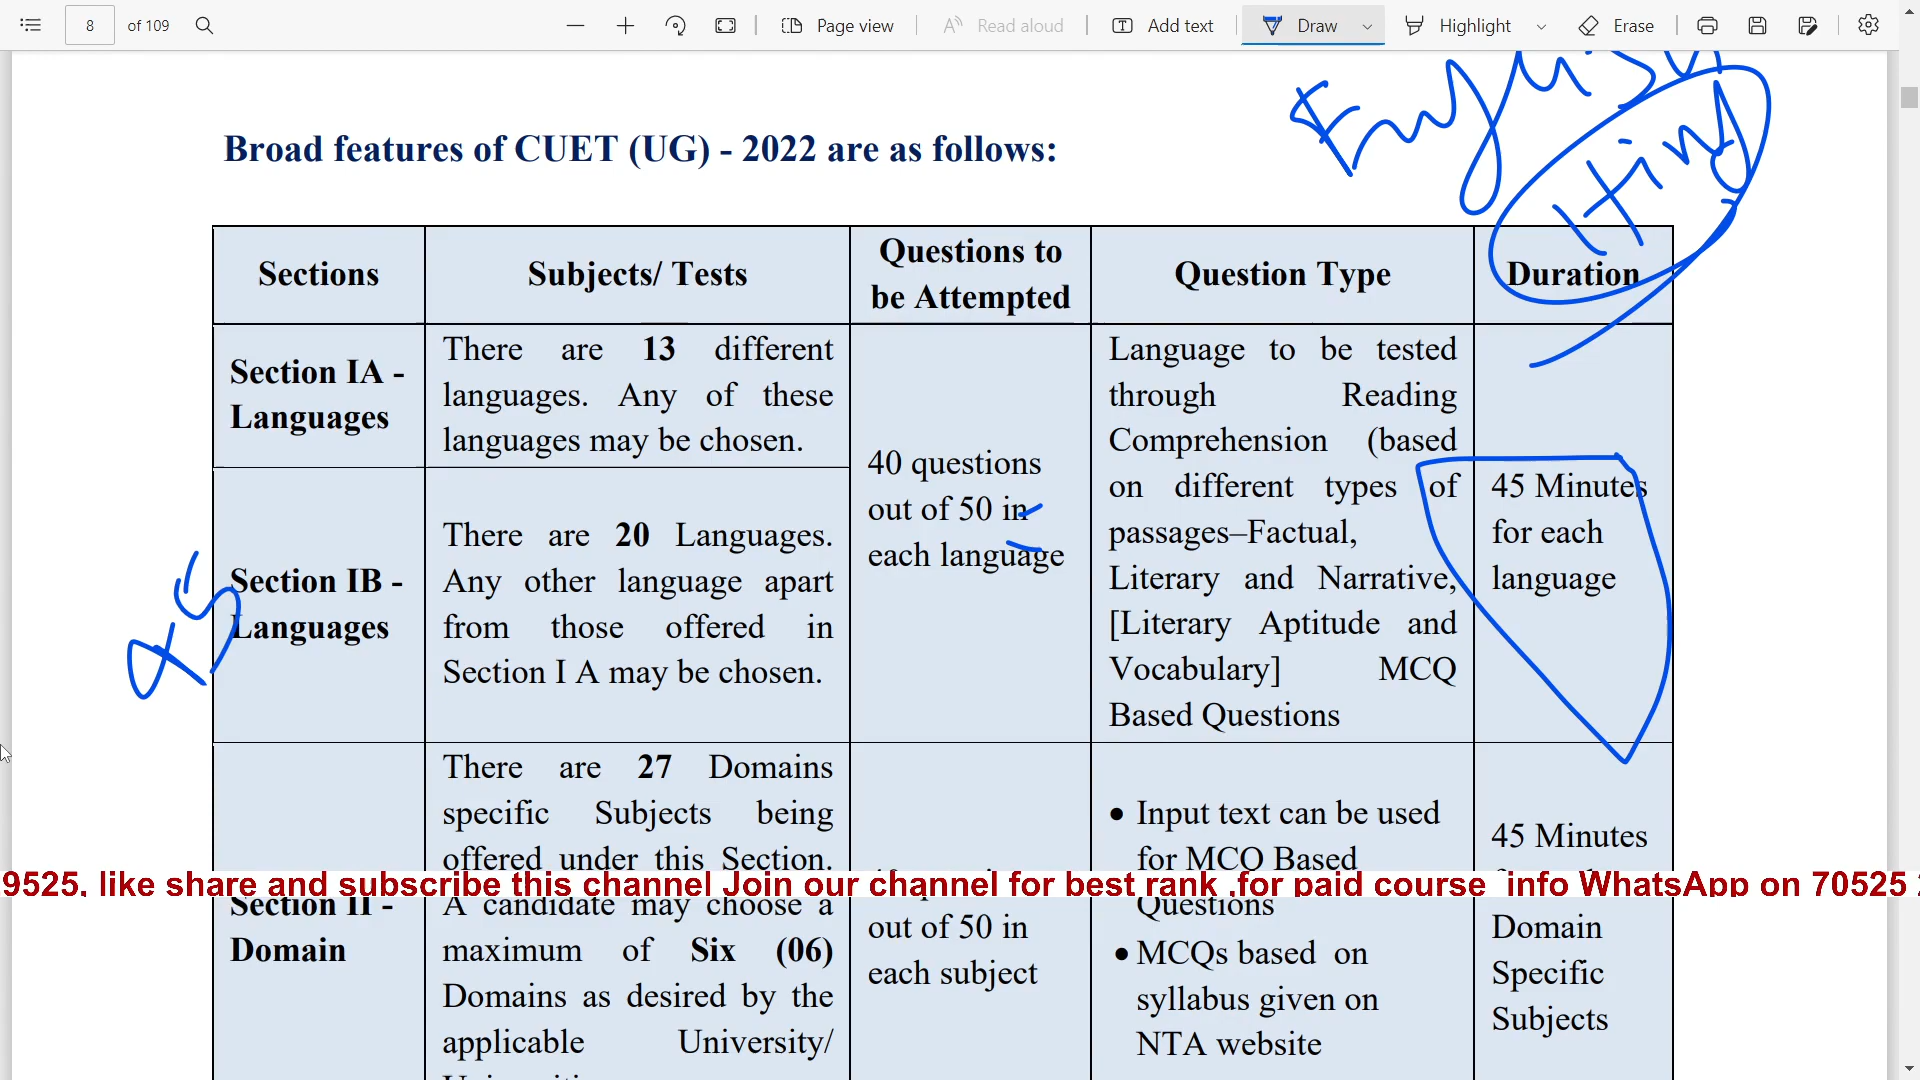 8 of 109 Page view Read aloud Add text Draw Highlight Erase
English
Hind
Broad features of CUET (UG) - 2022 are as follows:
Sections Subjects/ Tests Questions to be Attempted Question Type Duration
Section IA -
Languages
There are 13 different
languages. Any of these
languages may be chosen.
Section IB -
Languages
There are 20 Languages.
Any other language apart
from those offered in
Section I A may be chosen.
40 questions
out of 50 in
each language
Language to be tested
through Reading
Comprehension (based
on different types of
passages–Factual,
Literary and Narrative,
[Literary Aptitude and
Vocabulary] MCQ
Based Questions
45 Minutes
for each
language
45
Section II -
Domain
There are 27 Domains
specific Subjects being
offered under this Section.
A candidate may choose a
maximum of Six (06)
Domains as desired by the
applicable University/
out of 50 in
each subject
• Input text can be used
for MCQ Based
Questions
• MCQs based on
syllabus given on
NTA website
45 Minutes
Domain
Specific
Subjects
9525. like share and subscribe this channel Join our channel for best rank .for paid course info WhatsApp on 70525